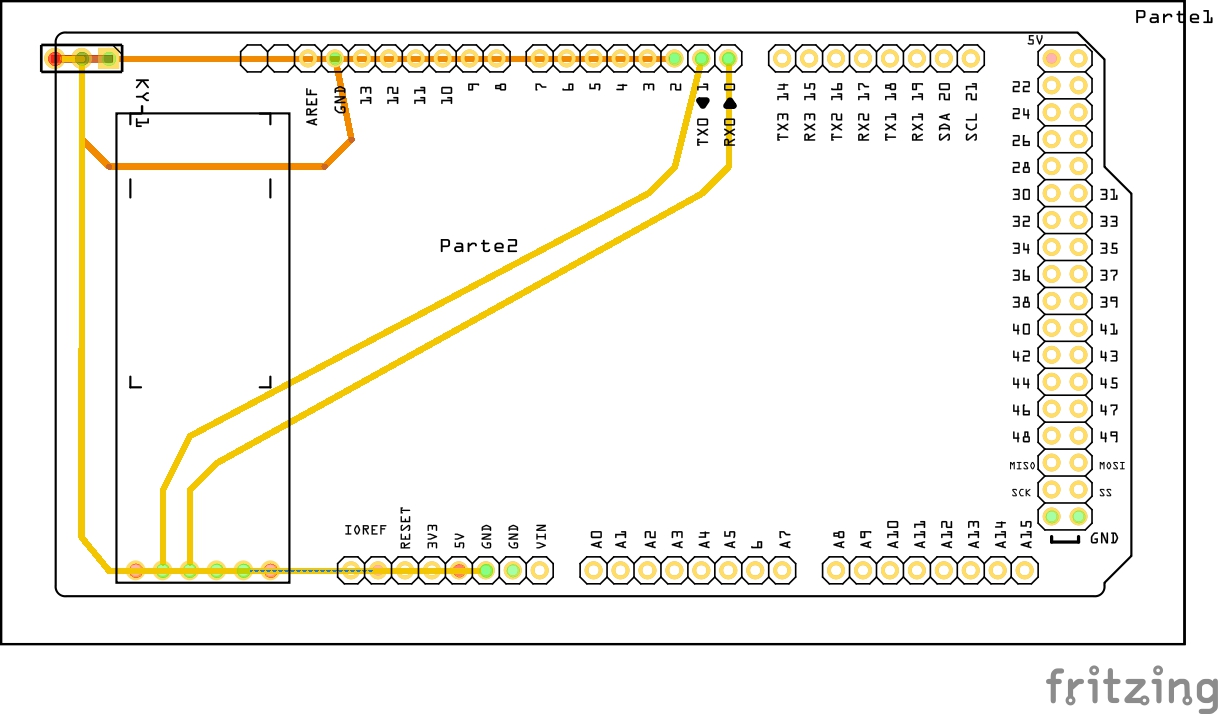 Parte1
5V
KY-1
AREF
GND
13
12
11
10
9
8
7
6
5
4
3
2
TX0 1
RX0 0
TX3 14
RX3 15
TX2 16
RX2 17
TX1 18
RX1 19
SDA 20
SCL 21
22
24
26
28
30 31
32 33
34 35
36 37
38 39
40 41
42 43
44 45
46 47
48 49
MISO MOSI
SCK SS
GND
Parte2
IOREF
RESET
3V3
5V
GND
GND
VIN
A0
A1
A2
A3
A4
A5
6
A7
A8
A9
A10
A11
A12
A13
A14
A15
fritzing